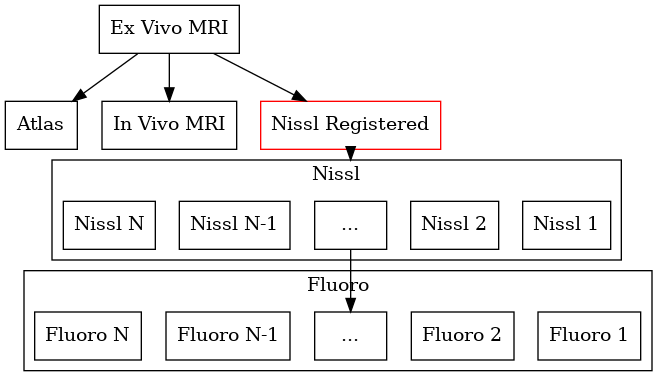 Ex Vivo MRI
Atlas
In Vivo MRI
Nissl Registered
Nissl
Nissl N
Nissl N-1
...
Nissl 2
Nissl 1
Fluoro
Fluoro N
Fluoro N-1
...
Fluoro 2
Fluoro 1